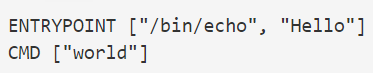 ENTRYPOINT ["/bin/echo", "Hello"]
CMD ["world"]